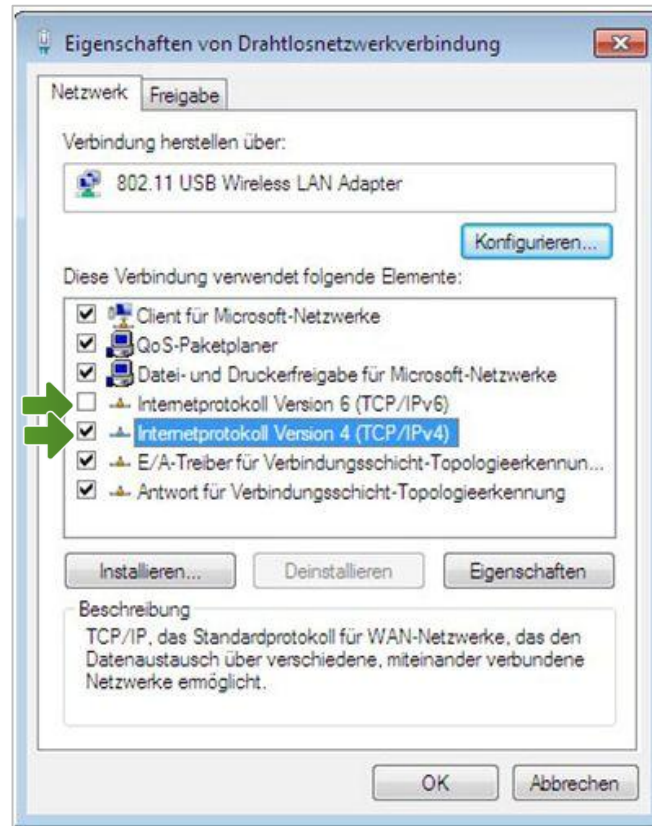 Eigenschaften von Drahtlosnetzwerkverbindung
Netzwerk
Freigabe
Verbindung herstellen über:
802.11 USB Wireless LAN Adapter
Konfigurieren...
Diese Verbindung verwendet folgende Elemente:
Client für Microsoft-Netzwerke
QoS-Paketplaner
Datei- und Druckerfreigabe für Microsoft-Netzwerke
Internetprotokoll Version 6 (TCP/IPv6)
Internetprotokoll Version 4 (TCP/IPv4)
E/A-Treiber für Verbindungsschicht-Topologieerkennun...
Antwort für Verbindungsschicht-Topologieerkennung
Installieren...
Deinstallieren
Eigenschaften
Beschreibung
TCP/IP, das Standardprotokoll für WAN-Netzwerke, das den
Datenaustausch über verschiedene, miteinander verbundene
Netzwerke ermöglicht.
OK
Abbrechen